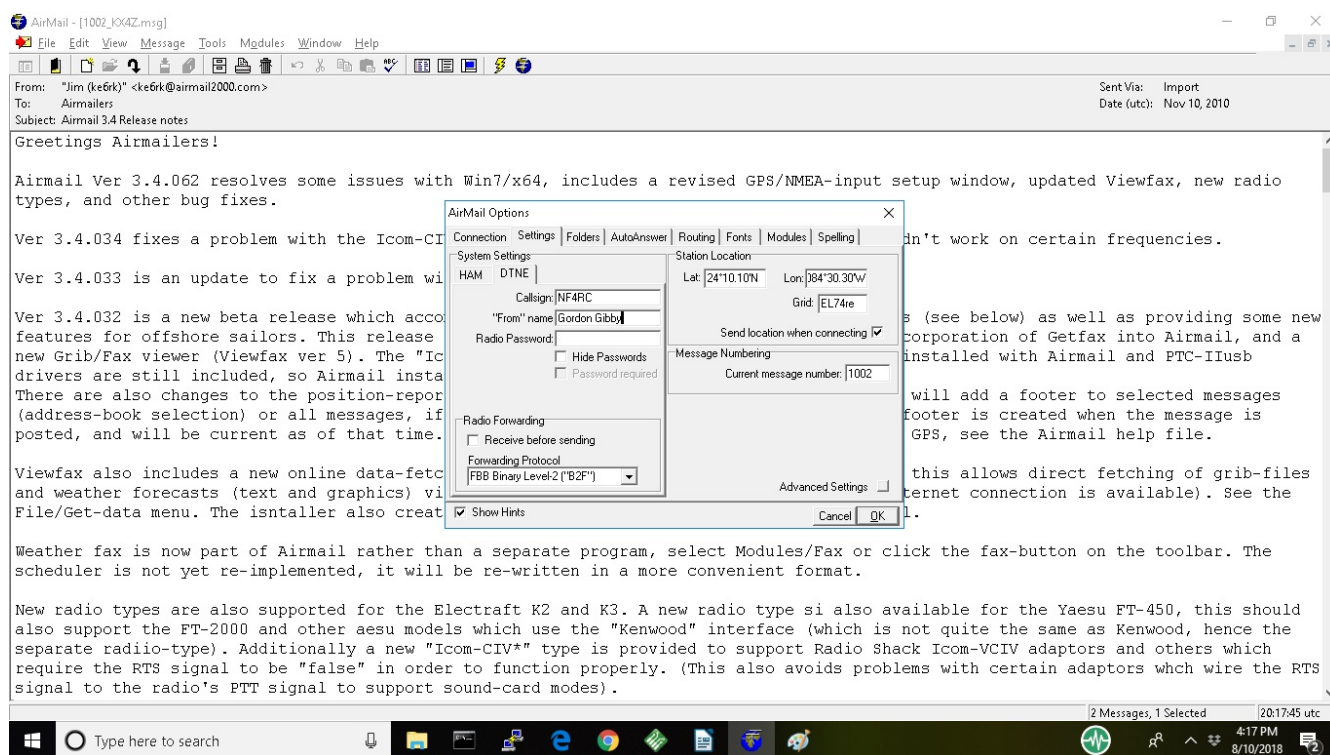 AirMail - [1002_KX4Z.msg]
File Edit View Message Tools Modules Window Help
From: "Jim (ke6rk)" <ke6rk@airmail2000.com>
Sent Via: Import
To: Airmailers
Date (utc): Nov 10, 2010
Subject: Airmail 3.4 Release notes
Greetings Airmailers!
Airmail Ver 3.4.062 resolves some issues with Win7/x64, includes a revised GPS/NMEA-input setup window, updated Viewfax, new radio
types, and other bug fixes.
Ver 3.4.034 fixes a problem with the Icom-CI
dn't work on certain frequencies.
Ver 3.4.033 is an update to fix a problem wi
Ver 3.4.032 is a new beta release which acco
s (see below) as well as providing some new
features for offshore sailors. This release
corporation of Getfax into Airmail, and a
new Grib/Fax viewer (Viewfax ver 5). The "Ic
installed with Airmail and PTC-IIusb
drivers are still included, so Airmail insta
There are also changes to the position-repor
will add a footer to selected messages
(address-book selection) or all messages, if
footer is created when the message is
posted, and will be current as of that time.
GPS, see the Airmail help file.
Viewfax also includes a new online data-fetc
this allows direct fetching of grib-files
and weather forecasts (text and graphics) vi
ternet connection is available). See the
File/Get-data menu. The isntaller also creat
l.
Weather fax is now part of Airmail rather than a separate program, select Modules/Fax or click the fax-button on the toolbar. The
scheduler is not yet re-implemented, it will be re-written in a more convenient format.
New radio types are also supported for the Electraft K2 and K3. A new radio type si also available for the Yaesu FT-450, this should
also support the FT-2000 and other aesu models which use the "Kenwood" interface (which is not quite the same as Kenwood, hence the
separate radiio-type). Additionally a new "Icom-CIV*" type is provided to support Radio Shack Icom-VCIV adaptors and others which
require the RTS signal to be "false" in order to function properly. (This also avoids problems with certain adaptors whch wire the RTS
signal to the radio's PTT signal to support sound-card modes).
AirMail Options
Connection Settings Folders AutoAnswer Routing Fonts Modules Spelling
System Settings
HAM DTNE
Callsign: NF4RC
"From" name Gordon Gibby
Radio Password:
Hide Passwords
Password required
Radio Forwarding
Receive before sending
Forwarding Protocol
FBB Binary Level-2 ("B2F")
Station Location
Lat: 24°10.10'N Lon: 084°30.30'W
Grid: EL74re
Send location when connecting
Message Numbering
Current message number: 1002
Advanced Settings
Show Hints
Cancel OK
2 Messages, 1 Selected
20:17:45 utc
Type here to search
4:17 PM
8/10/2018